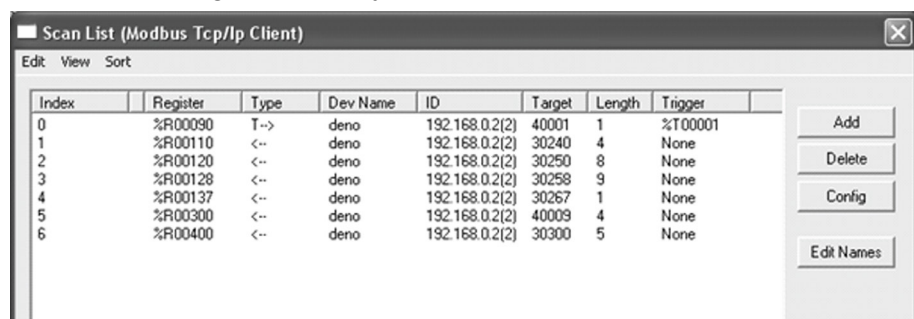 Scan List (Modbus Tcp/Ip Client)
Edit View Sort
Index Register Type Dev Name ID Target Length Trigger
0 %R00090 T--> deno 192.168.0.2(2) 40001 1 %T00001
1 %R00110 <-- deno 192.168.0.2(2) 30240 4 None
2 %R00120 <-- deno 192.168.0.2(2) 30250 8 None
3 %R00128 <-- deno 192.168.0.2(2) 30258 9 None
4 %R00137 <-- deno 192.168.0.2(2) 30267 1 None
5 %R00300 <-- deno 192.168.0.2(2) 40009 4 None
6 %R00400 <-- deno 192.168.0.2(2) 30300 5 None
Add
Delete
Config
Edit Names